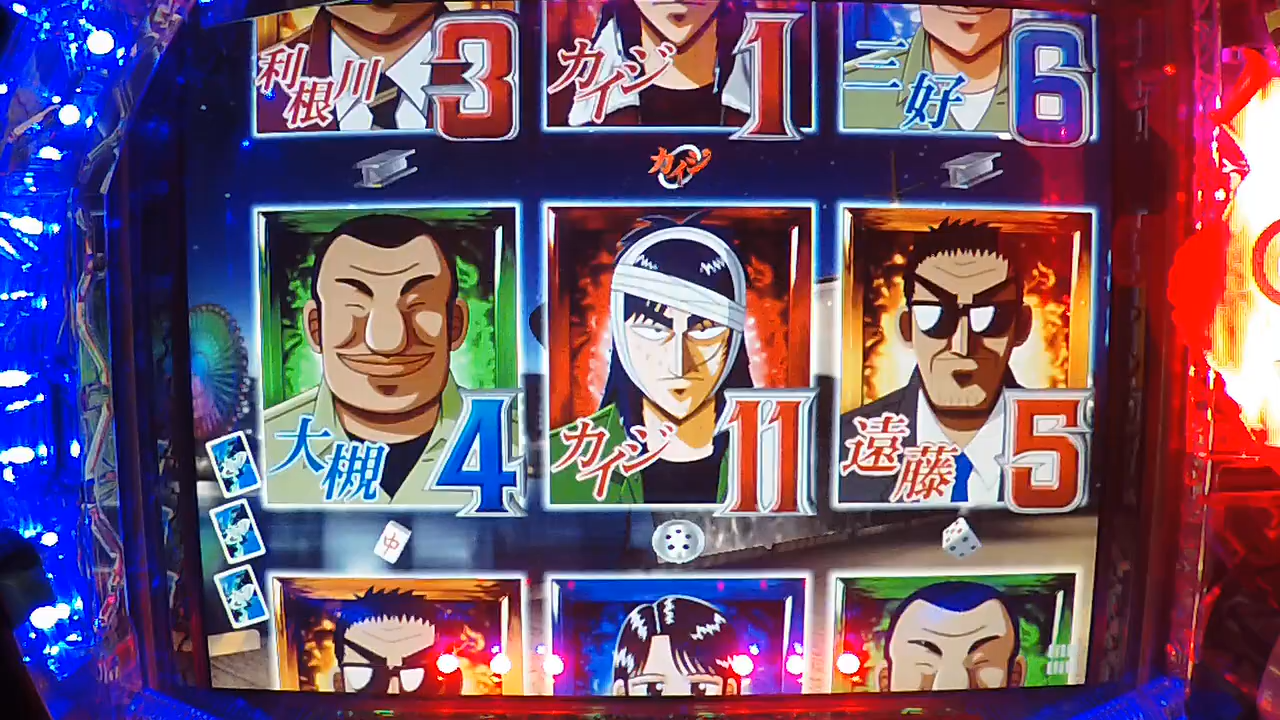 利根川 3
カイジ 1
三好 6
カイジ
大槻 4
カイジ 11
遠藤 5
中